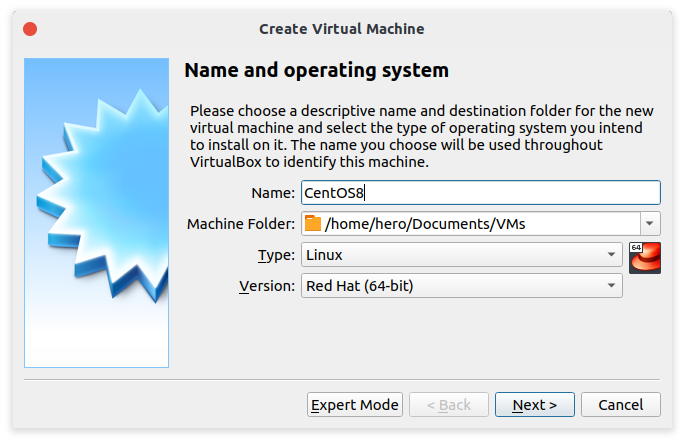 Create Virtual Machine
Name and operating system
Please choose a descriptive name and destination folder for the new
virtual machine and select the type of operating system you intend
to install on it. The name you choose will be used throughout
VirtualBox to identify this machine.
Name: CentOS8
Machine Folder: /home/hero/Documents/VMs
Type: Linux
64
Version: Red Hat (64-bit)
Expert Mode < Back Next > Cancel